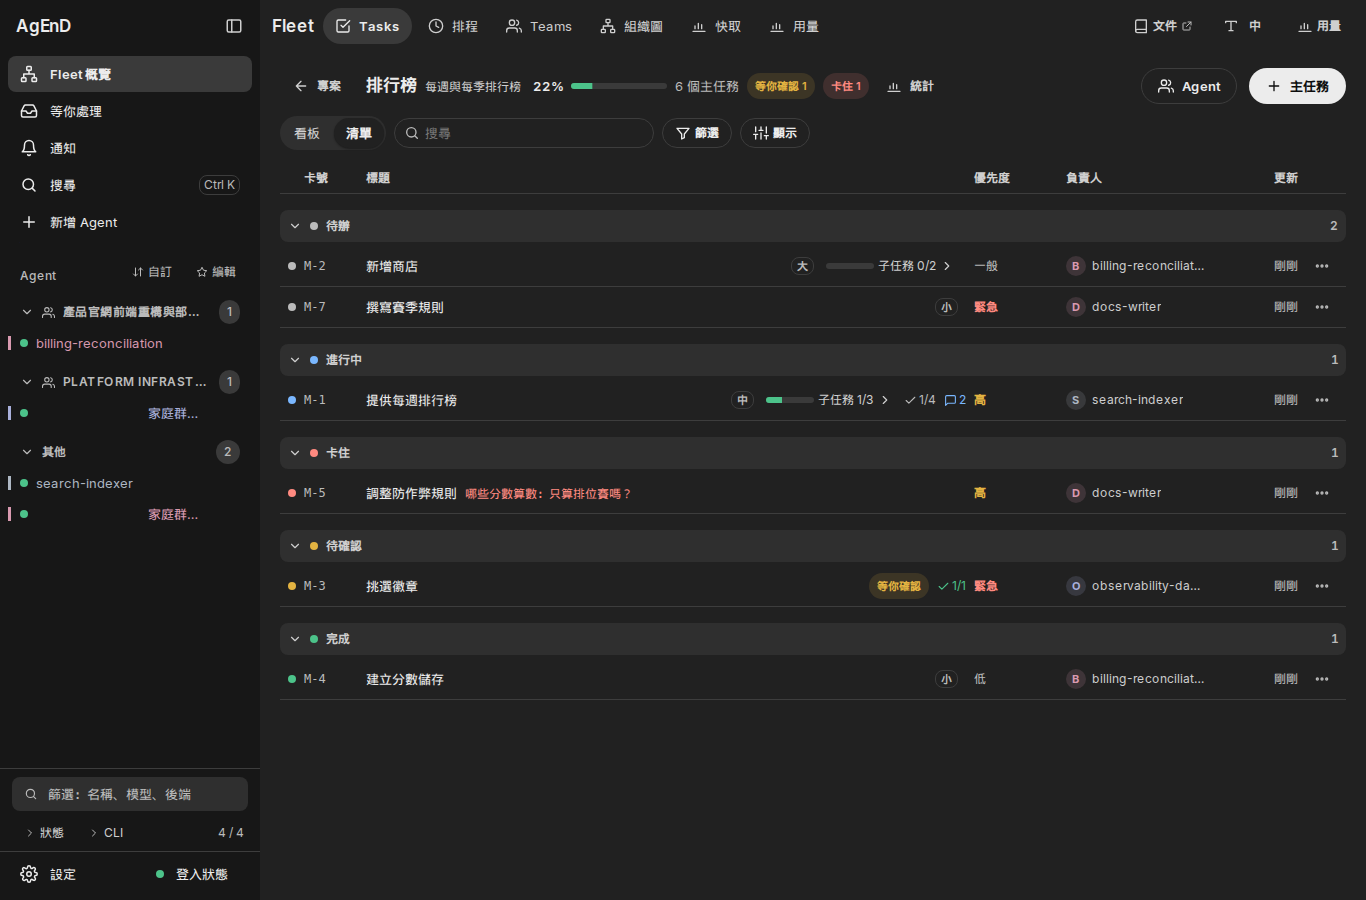 AgEnD
Fleet Tasks 排程 Teams 組織圖 快取 用量 文件 中 用量
Fleet 概覽
等你處理
通知
搜尋 Ctrl K
新增 Agent
Agent 自訂 編輯
產品官網前端重構與部... 1
billing-reconciliation
PLATFORM INFRAST... 1
家庭群...
其他 2
search-indexer
家庭群...
篩選：名稱、模型、後端
狀態 CLI 4 / 4
設定 登入狀態
專案 排行榜 每週與每季排行榜 22% 6 個主任務 等你確認 1 卡住 1 統計 Agent 主任務
看板 清單 搜尋 篩選 顯示
卡號 標題 優先度 負責人 更新
待辦 2
M-2 新增商店 大 子任務 0/2 一般 B billing-reconciliat... 剛剛
M-7 撰寫賽季規則 小 緊急 D docs-writer 剛剛
進行中 1
M-1 提供每週排行榜 中 子任務 1/3 1/4 2 高 S search-indexer 剛剛
卡住 1
M-5 調整防作弊規則 哪些分數算數：只算排位賽嗎？ 高 D docs-writer 剛剛
待確認 1
M-3 挑選徽章 等你確認 1/1 緊急 O observability-da... 剛剛
完成 1
M-4 建立分數儲存 小 低 B billing-reconciliat... 剛剛